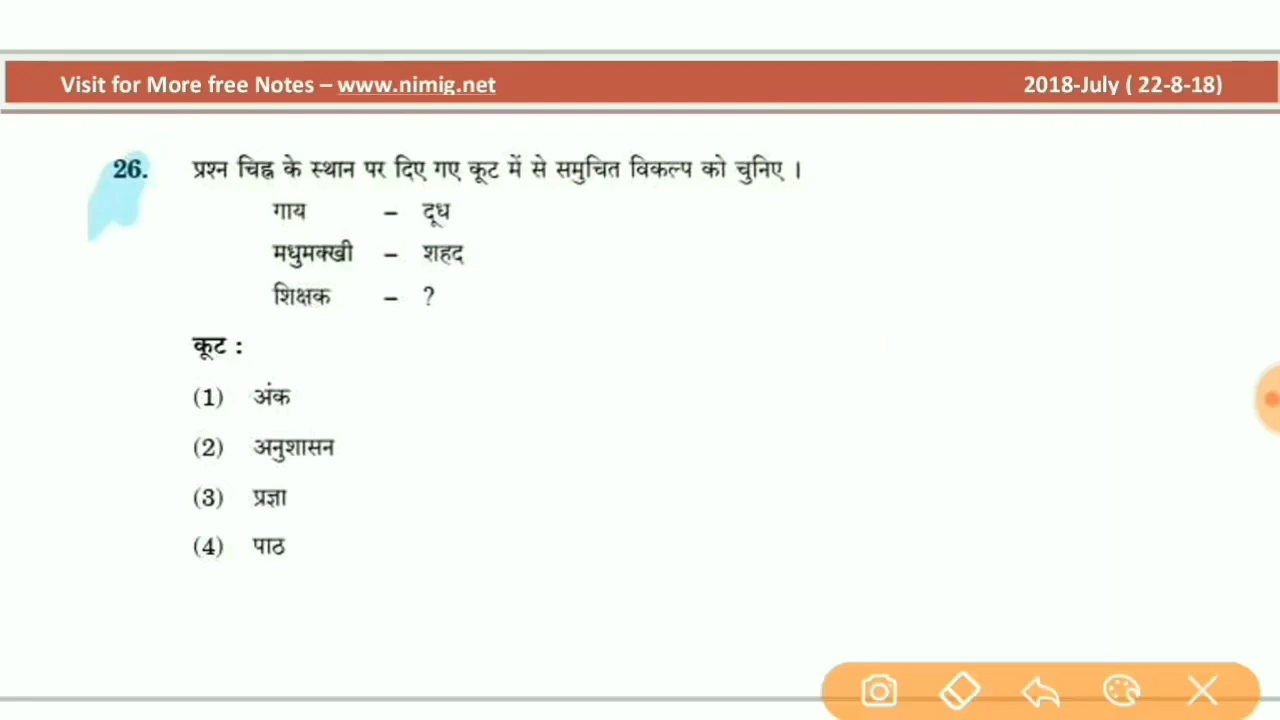 Visit for More free Notes – www.nimig.net 2018-July ( 22-8-18)
26. प्रश्न चिह्न के स्थान पर दिए गए कूट में से समुचित विकल्प को चुनिए ।
गाय – दूध
मधुमक्खी – शहद
शिक्षक – ?
कूट :
(1) अंक
(2) अनुशासन
(3) प्रज्ञा
(4) पाठ